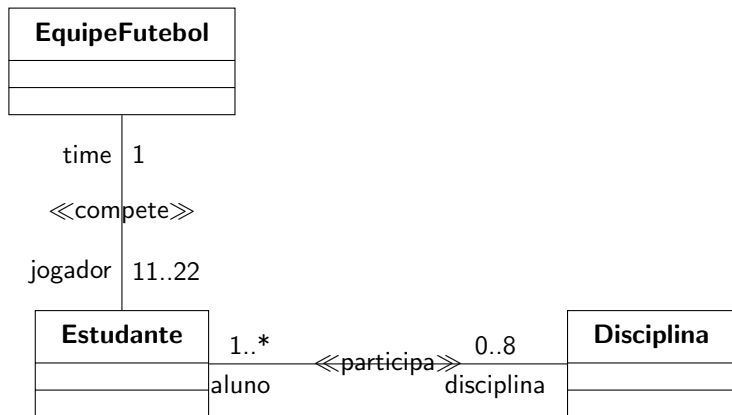 EquipeFutebol
time 1
≪compete≫
jogador 11..22
Estudante
1..*
aluno
≪participa≫
0..8
disciplina
Disciplina